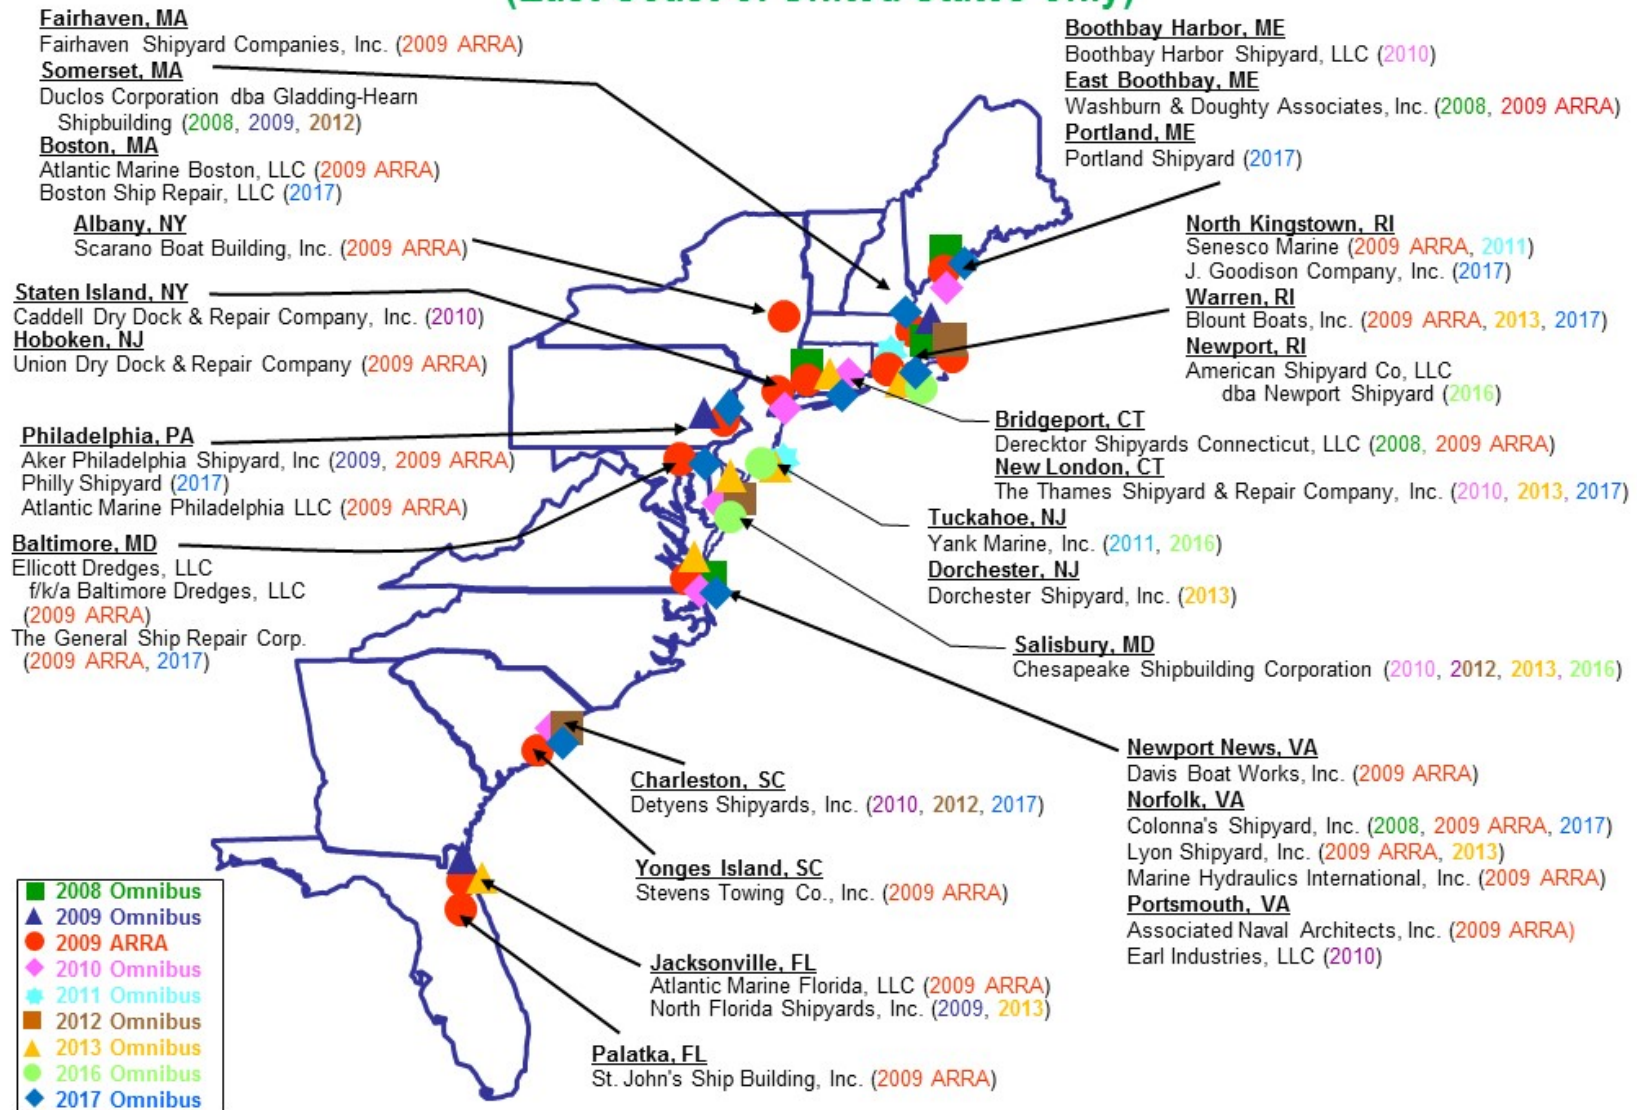 (East Coast of United States Only)
Fairhaven, MA
Fairhaven Shipyard Companies, Inc. (2009 ARRA)
Somerset, MA
Duclos Corporation dba Gladding-Hearn
Shipbuilding (2008, 2009, 2012)
Boston, MA
Atlantic Marine Boston, LLC (2009 ARRA)
Boston Ship Repair, LLC (2017)
Albany, NY
Scarano Boat Building, Inc. (2009 ARRA)
Staten Island, NY
Caddell Dry Dock & Repair Company, Inc. (2010)
Hoboken, NJ
Union Dry Dock & Repair Company (2009 ARRA)
Philadelphia, PA
Aker Philadelphia Shipyard, Inc (2009, 2009 ARRA)
Philly Shipyard (2017)
Atlantic Marine Philadelphia LLC (2009 ARRA)
Baltimore, MD
Ellicott Dredges, LLC
f/k/a Baltimore Dredges, LLC
(2009 ARRA)
The General Ship Repair Corp.
(2009 ARRA, 2017)
Boothbay Harbor, ME
Boothbay Harbor Shipyard, LLC (2010)
East Boothbay, ME
Washburn & Doughty Associates, Inc. (2008, 2009 ARRA)
Portland, ME
Portland Shipyard (2017)
North Kingstown, RI
Senesco Marine (2009 ARRA, 2011)
J. Goodison Company, Inc. (2017)
Warren, RI
Blount Boats, Inc. (2009 ARRA, 2013, 2017)
Newport, RI
American Shipyard Co, LLC
dba Newport Shipyard (2016)
Bridgeport, CT
Derecktor Shipyards Connecticut, LLC (2008, 2009 ARRA)
New London, CT
The Thames Shipyard & Repair Company, Inc. (2010, 2013, 2017)
Tuckahoe, NJ
Yank Marine, Inc. (2011, 2016)
Dorchester, NJ
Dorchester Shipyard, Inc. (2013)
Salisbury, MD
Chesapeake Shipbuilding Corporation (2010, 2012, 2013, 2016)
Newport News, VA
Davis Boat Works, Inc. (2009 ARRA)
Norfolk, VA
Colonna's Shipyard, Inc. (2008, 2009 ARRA, 2017)
Lyon Shipyard, Inc. (2009 ARRA, 2013)
Marine Hydraulics International, Inc. (2009 ARRA)
Portsmouth, VA
Associated Naval Architects, Inc. (2009 ARRA)
Earl Industries, LLC (2010)
Charleston, SC
Detyens Shipyards, Inc. (2010, 2012, 2017)
Yonges Island, SC
Stevens Towing Co., Inc. (2009 ARRA)
Jacksonville, FL
Atlantic Marine Florida, LLC (2009 ARRA)
North Florida Shipyards, Inc. (2009, 2013)
Palatka, FL
St. John's Ship Building, Inc. (2009 ARRA)
2008 Omnibus
2009 Omnibus
2009 ARRA
2010 Omnibus
2011 Omnibus
2012 Omnibus
2013 Omnibus
2016 Omnibus
2017 Omnibus